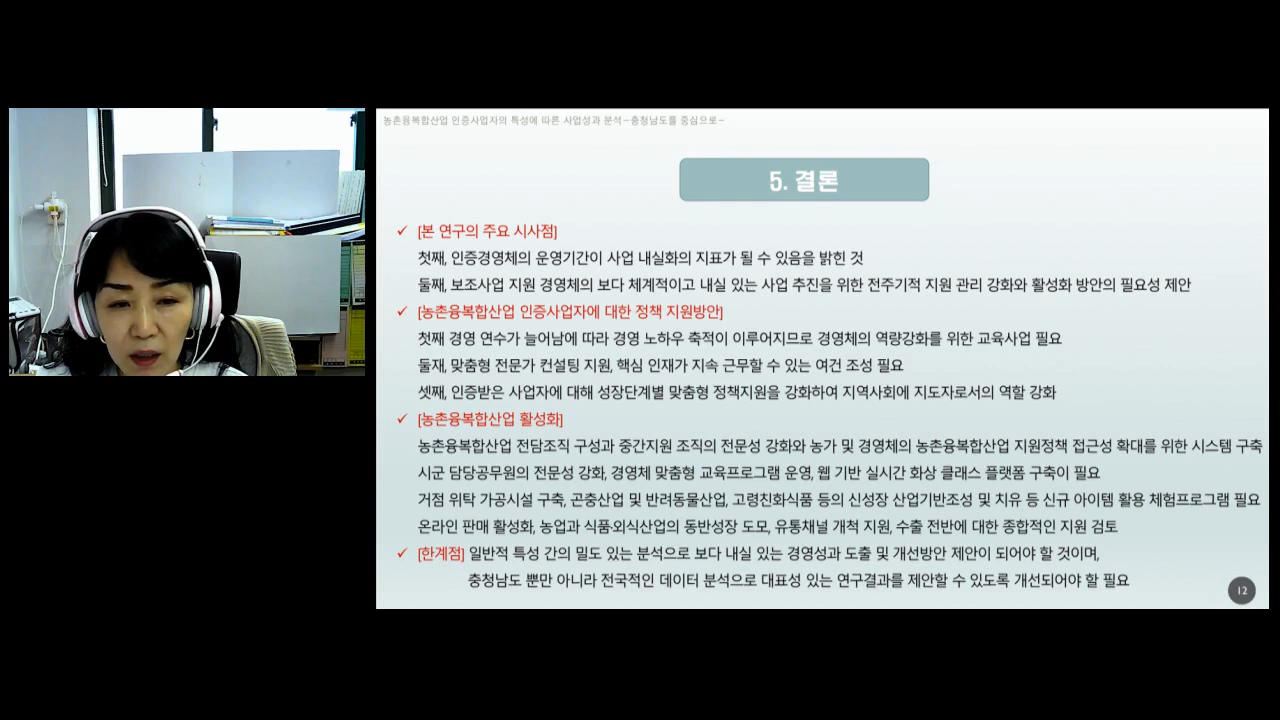 농촌융복합산업 인증사업자의 특성에 따른 사업성과 분석-충청남도를 중심으로-
5. 결론
✓ [본 연구의 주요 시사점]
첫째, 인증경영체의 운영기간이 사업 내실화의 지표가 될 수 있음을 밝힌 것
둘째, 보조사업 지원 경영체의 보다 체계적이고 내실 있는 사업 추진을 위한 전주기적 지원 관리 강화와 활성화 방안의 필요성 제안
✓ [농촌융복합산업 인증사업자에 대한 정책 지원방안]
첫째 경영 연수가 늘어남에 따라 경영 노하우 축적이 이루어지므로 경영체의 역량강화를 위한 교육사업 필요
둘재, 맞춤형 전문가 컨설팅 지원, 핵심 인재가 지속 근무할 수 있는 여건 조성 필요
셋째, 인증받은 사업자에 대해 성장단계별 맞춤형 정책지원을 강화하여 지역사회에 지도자로서의 역할 강화
✓ [농촌융복합산업 활성화]
농촌융복합산업 전담조직 구성과 중간지원 조직의 전문성 강화와 농가 및 경영체의 농촌융복합산업 지원정책 접근성 확대를 위한 시스템 구축
시군 담당공무원의 전문성 강화, 경영체 맞춤형 교육프로그램 운영, 웹 기반 실시간 화상 클래스 플랫폼 구축이 필요
거점 위탁 가공시설 구축, 곤충산업 및 반려동물산업, 고령친화식품 등의 신성장 산업기반조성 및 치유 등 신규 아이템 활용 체험프로그램 필요
온라인 판매 활성화, 농업과 식품·외식산업의 동반성장 도모, 유통채널 개척 지원, 수출 전반에 대한 종합적인 지원 검토
✓ [한계점] 일반적 특성 간의 밀도 있는 분석으로 보다 내실 있는 경영성과 도출 및 개선방안 제안이 되어야 할 것이며,
충청남도 뿐만 아니라 전국적인 데이터 분석으로 대표성 있는 연구결과를 제안할 수 있도록 개선되어야 할 필요
12